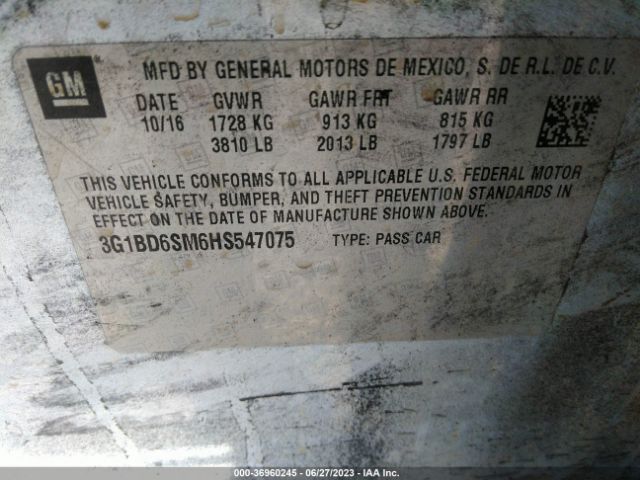 GM ®
MFD BY GENERAL MOTORS DE MEXICO, S. DE R.L. DE C.V.
DATE GVWR GAWR FRT GAWR RR
10/16 1728 KG 913 KG 815 KG
3810 LB 2013 LB 1797 LB
THIS VEHICLE CONFORMS TO ALL APPLICABLE U.S. FEDERAL MOTOR
VEHICLE SAFETY, BUMPER, AND THEFT PREVENTION STANDARDS IN
EFFECT ON THE DATE OF MANUFACTURE SHOWN ABOVE.
3G1BD6SM6HS547075 TYPE: PASS CAR
000-36960245 - 06/27/2023 - IAA Inc.